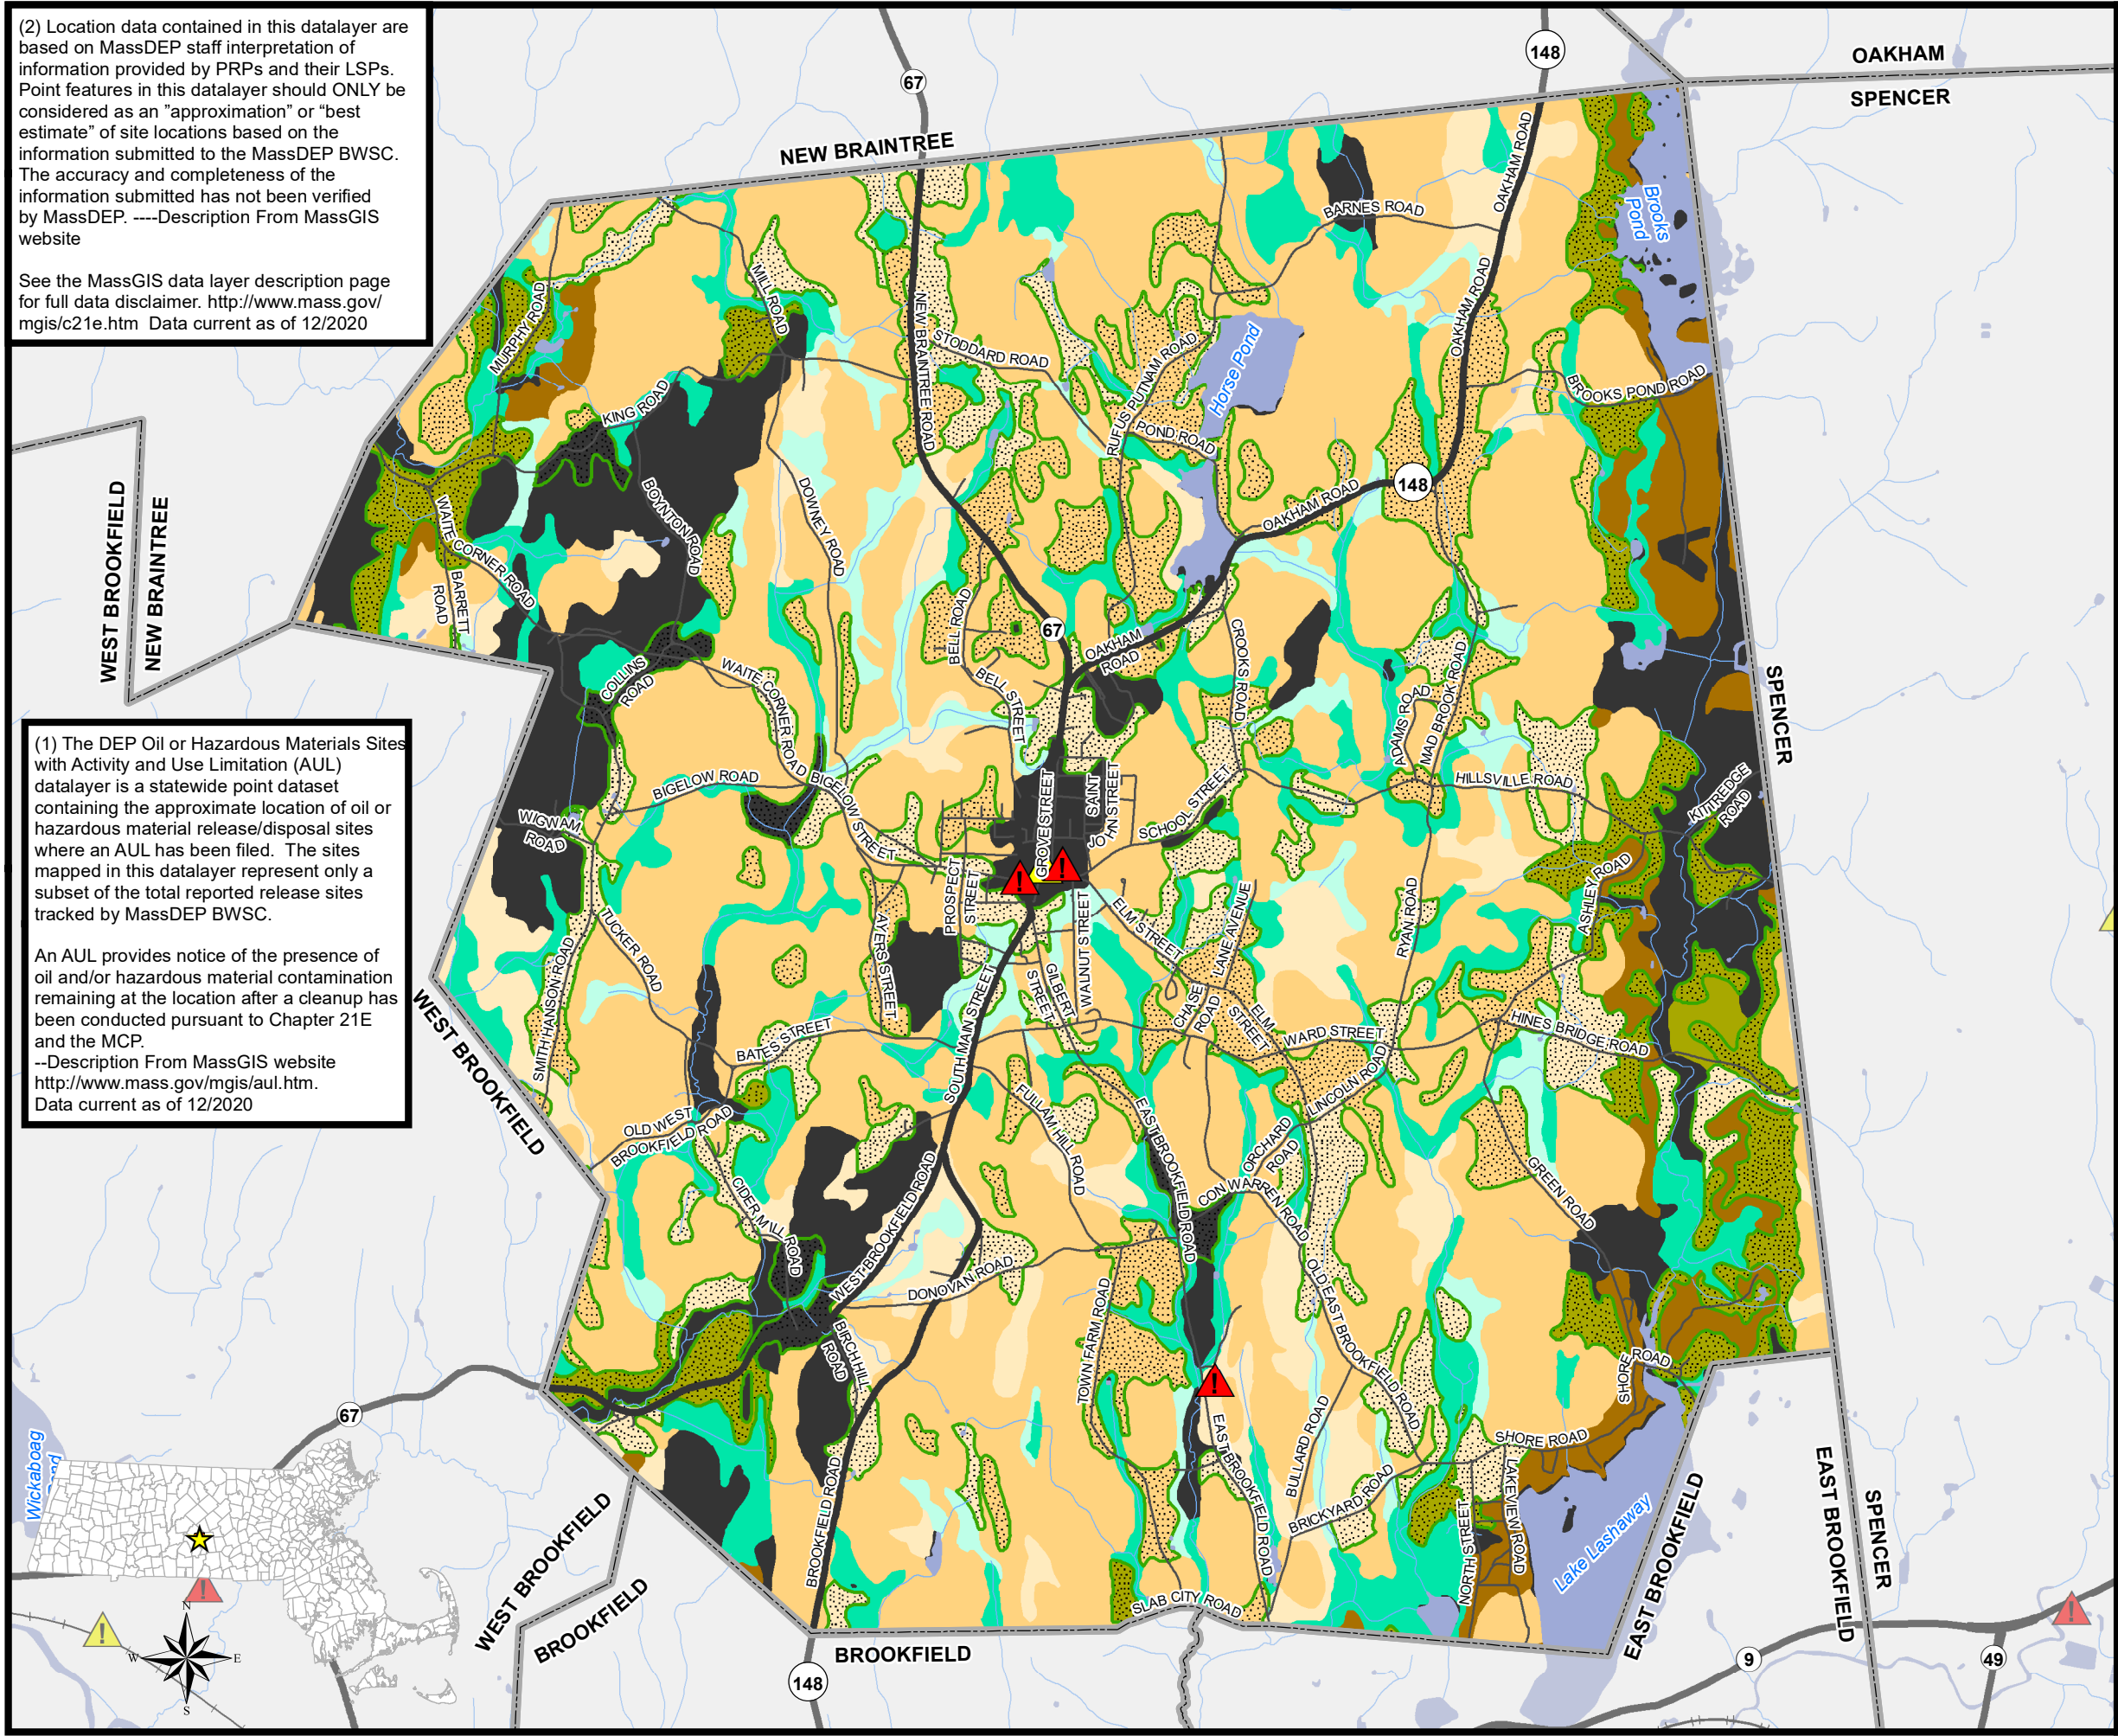 (2) Location data contained in this datalayer are
based on MassDEP staff interpretation of
information provided by PRPs and their LSPs.
Point features in this datalayer should ONLY be
considered as an ”approximation” or “best
estimate” of site locations based on the
information submitted to the MassDEP BWSC.
The accuracy and completeness of the
information submitted has not been verified
by MassDEP. ----Description From MassGIS
website
See the MassGIS data layer description page
for full data disclaimer. http://www.mass.gov/
mgis/c21e.htm  Data current as of 12/2020
67
148
OAKHAM
SPENCER
NEW BRAINTREE
OAKHAM ROAD
BARNES ROAD
Brooks
Pond
MILL ROAD
MURPHY ROAD
NEW BRAINTREE ROAD
STODDARD ROAD
RUFUS PUTNAM ROAD
Horse Pond
OAKHAM ROAD
BROOKS POND ROAD
KING ROAD
POND ROAD
WEST BROOKFIELD
NEW BRAINTREE
BOYNTON ROAD
DOWNEY ROAD
OAKHAM ROAD
148
WAITE CORNER ROAD
BARRETT
ROAD
BELL ROAD
67
OAKHAM
ROAD
CROOKS ROAD
COLLINS
ROAD
WAITE CORNER ROAD
BELL STREET
ADAMS ROAD
MAD BROOK ROAD
SPENCER
(1) The DEP Oil or Hazardous Materials Sites
with Activity and Use Limitation (AUL)
datalayer is a statewide point dataset
containing the approximate location of oil or
hazardous material release/disposal sites
where an AUL has been filed.  The sites
mapped in this datalayer represent only a
subset of the total reported release sites
tracked by MassDEP BWSC.
An AUL provides notice of the presence of
oil and/or hazardous material contamination
remaining at the location after a cleanup has
been conducted pursuant to Chapter 21E
and the MCP.
--Description From MassGIS website
http://www.mass.gov/mgis/aul.htm.
Data current as of 12/2020
BIGELOW ROAD
BIGELOW STREET
GROVE STREET
SAINT
JOHN STREET
SCHOOL STREET
HILLSVILLE ROAD
KITTREDGE
ROAD
WIGWAM
ROAD
PROSPECT
STREET
AYERS STREET
WALNUT STREET
ELM STREET
CHASE
ROAD
LANE AVENUE
RYAN ROAD
ASHLEY ROAD
TUCKER ROAD
SMITH HANSON ROAD
WEST BROOKFIELD
GILBERT
STREET
ELM
STREET
BATES STREET
SOUTH MAIN STREET
WARD STREET
HINES BRIDGE ROAD
LINCOLN ROAD
OLD WEST
BROOKFIELD ROAD
FULLAM HILL ROAD
EAST BROOKFIELD ROAD
ORCHARD
ROAD
CON WARREN ROAD
GREEN ROAD
CIDER MILL ROAD
WEST BROOKFIELD ROAD
DONOVAN ROAD
BIRCH HILL
ROAD
TOWN FARM ROAD
OLD EAST BROOKFIELD ROAD
SHORE ROAD
67
EAST BROOKFIELD ROAD
BULLARD ROAD
BRICKYARD ROAD
SHORE ROAD
NORTH STREET
LAKEVIEW ROAD
Lake Lashaway
Wickaboag
Pond
BROOKFIELD ROAD
SLAB CITY ROAD
WEST BROOKFIELD
BROOKFIELD
BROOKFIELD
EAST BROOKFIELD
EAST BROOKFIELD
SPENCER
148
9
49
N
W
E
S